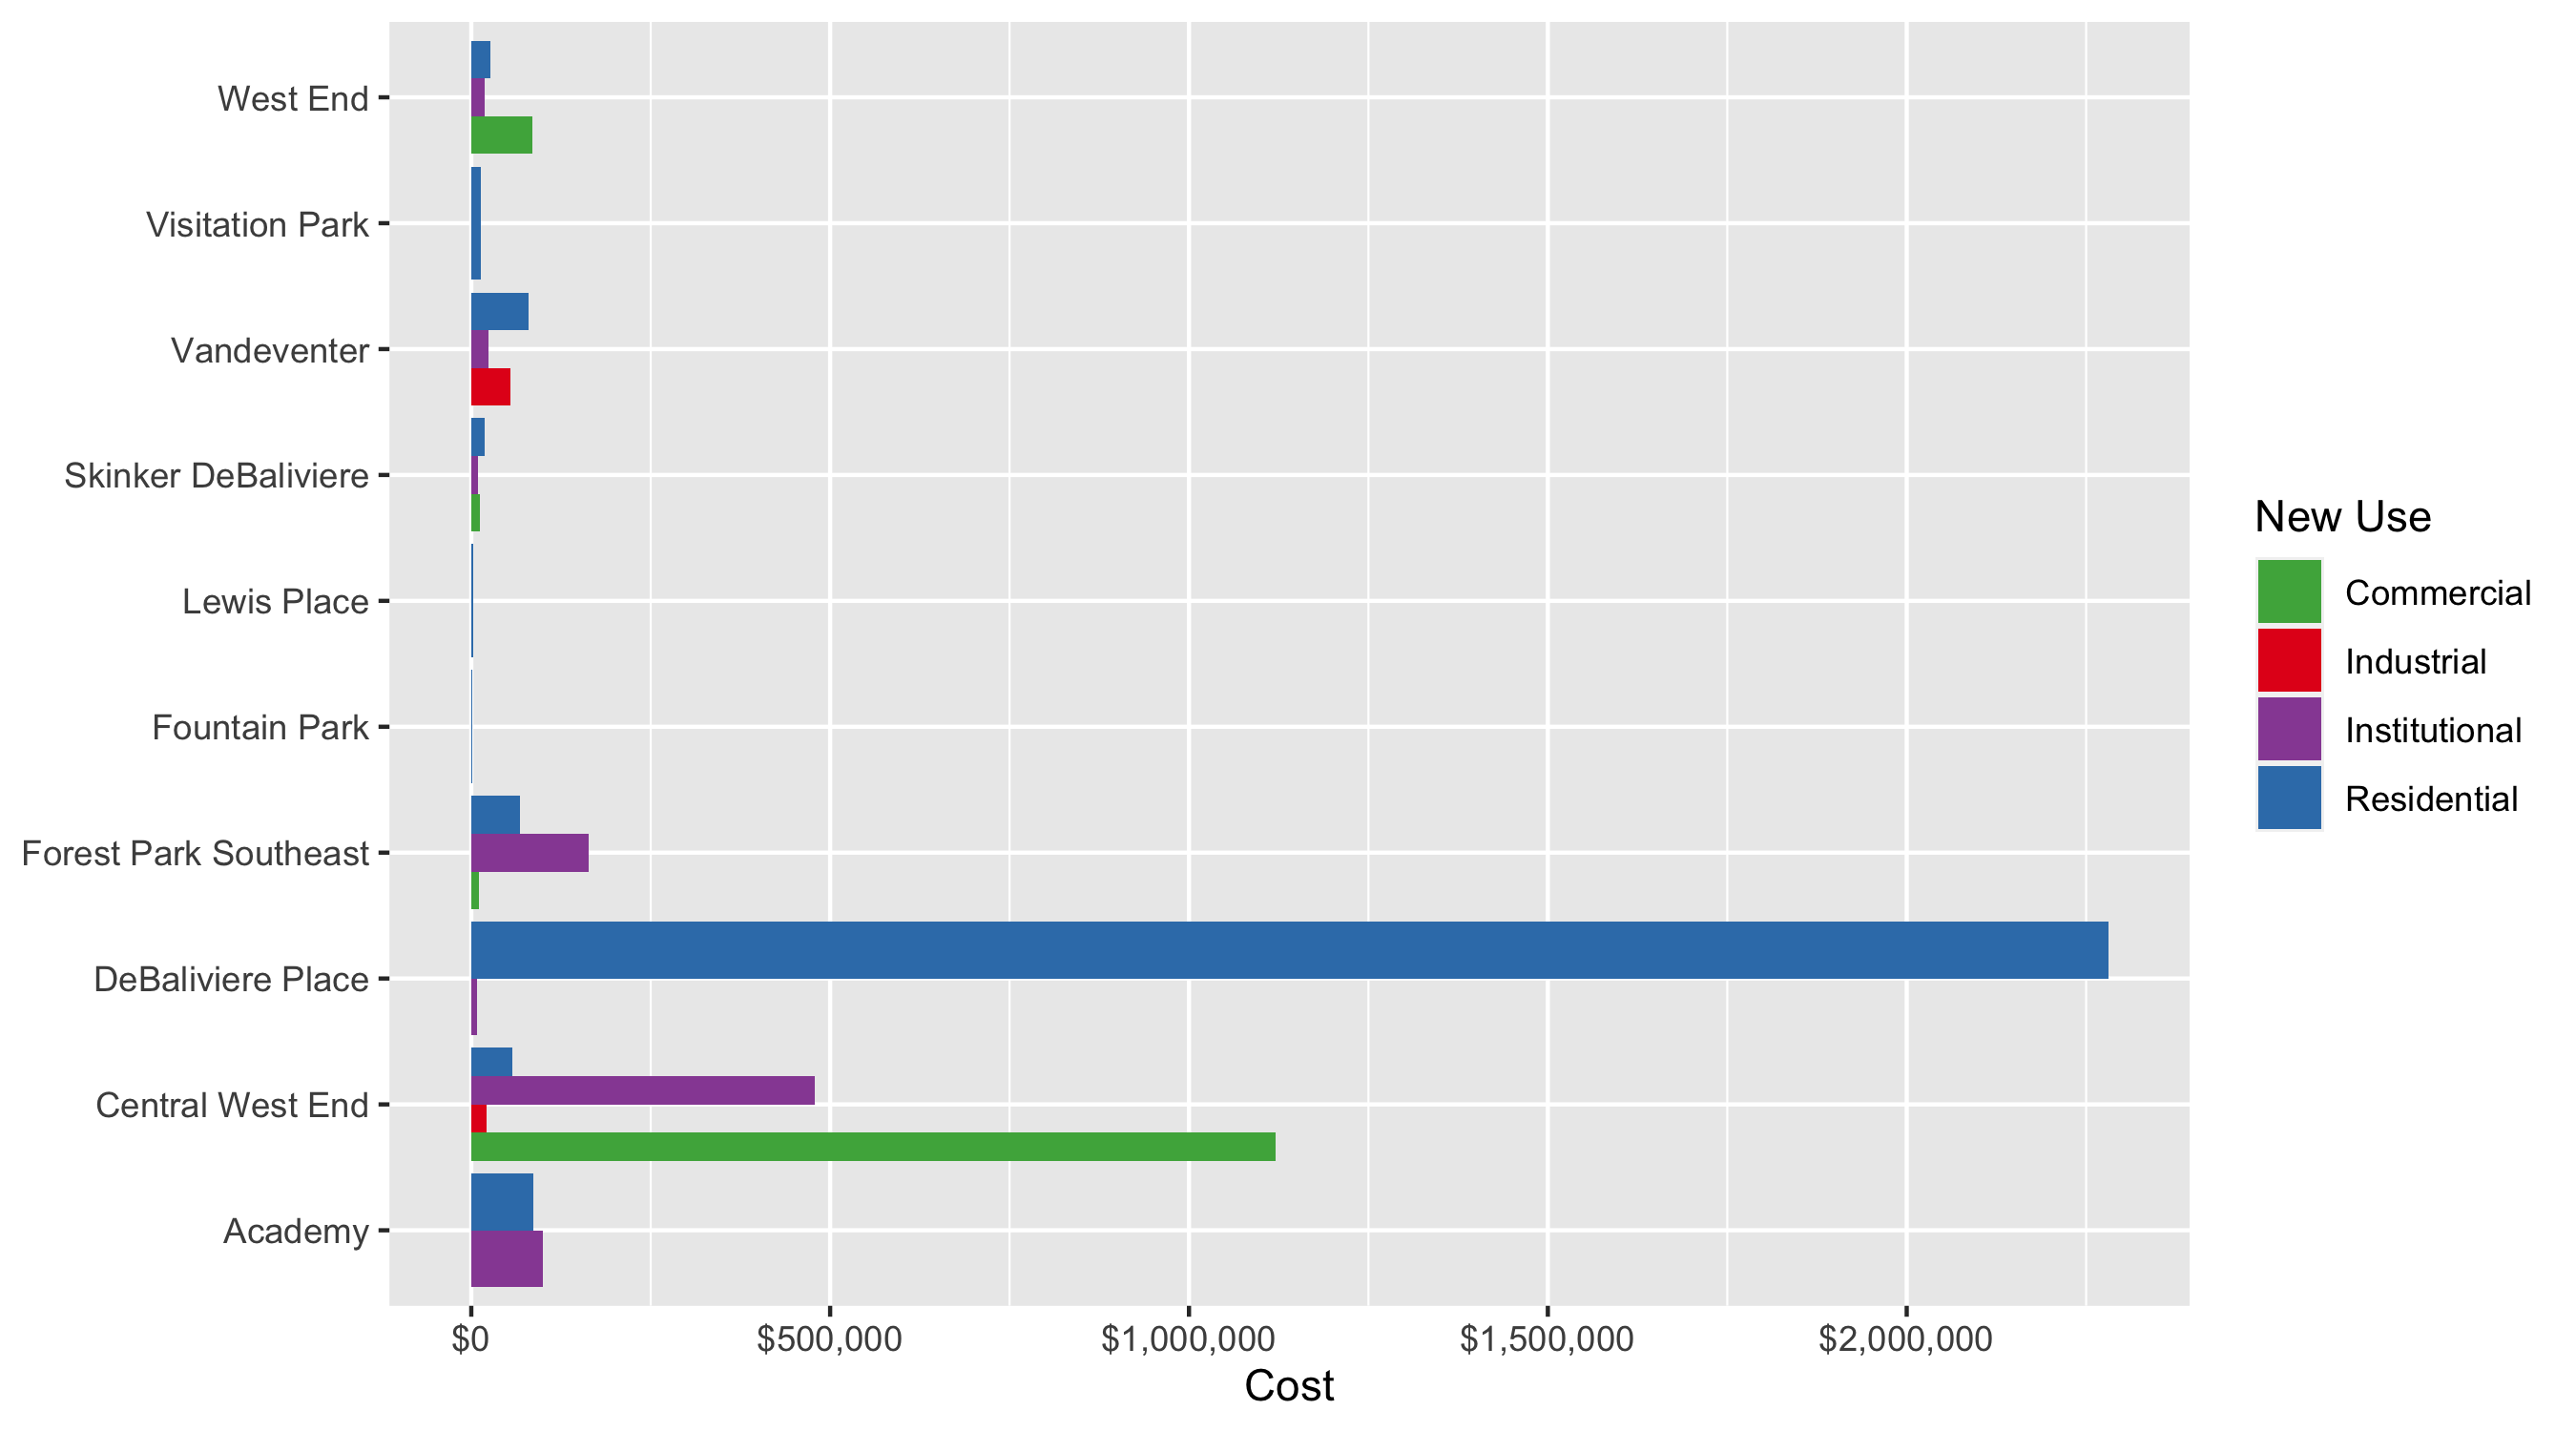 West End
Visitation Park
Vandeventer
Skinker DeBaliviere
Lewis Place
Fountain Park
Forest Park Southeast
DeBaliviere Place
Central West End
Academy
$0
$500,000
$1,000,000
$1,500,000
$2,000,000
Cost
New Use
Commercial
Industrial
Institutional
Residential